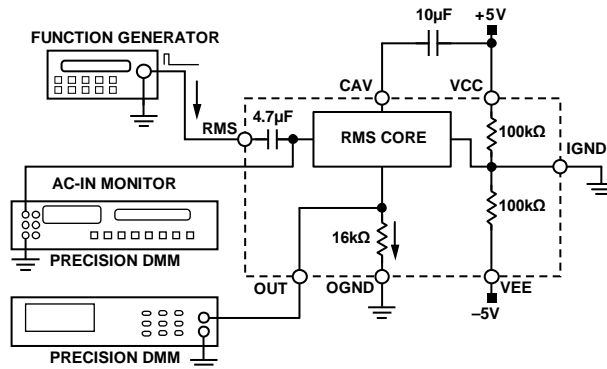 10µF
+5V
FUNCTION GENERATOR
CAV
VCC
4.7µF
RMS
RMS CORE
100kΩ
IGND
AC-IN MONITOR
100kΩ
16kΩ
PRECISION DMM
OUT
OGND
VEE
–5V
PRECISION DMM